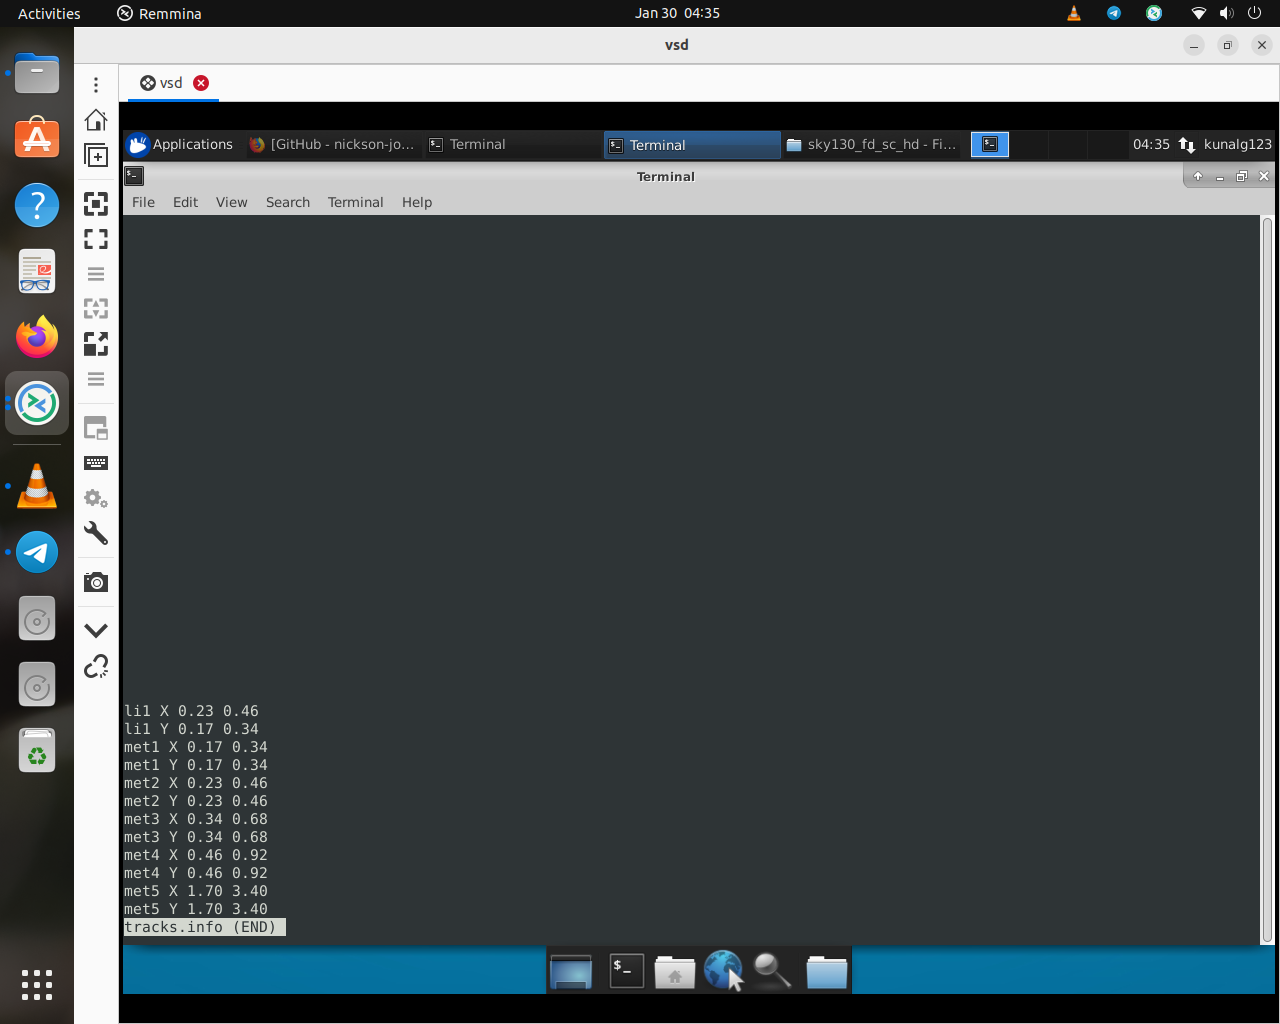 Activities
Remmina
Jan 30 04:35
vsd
vsd
Applications
[GitHub - nickson-jo...
Terminal
Terminal
sky130_fd_sc_hd - Fi...
04:35
kunalg123
Terminal
File Edit View Search Terminal Help
li1 X 0.23 0.46
li1 Y 0.17 0.34
met1 X 0.17 0.34
met1 Y 0.17 0.34
met2 X 0.23 0.46
met2 Y 0.23 0.46
met3 X 0.34 0.68
met3 Y 0.34 0.68
met4 X 0.46 0.92
met4 Y 0.46 0.92
met5 X 1.70 3.40
met5 Y 1.70 3.40
tracks.info (END)